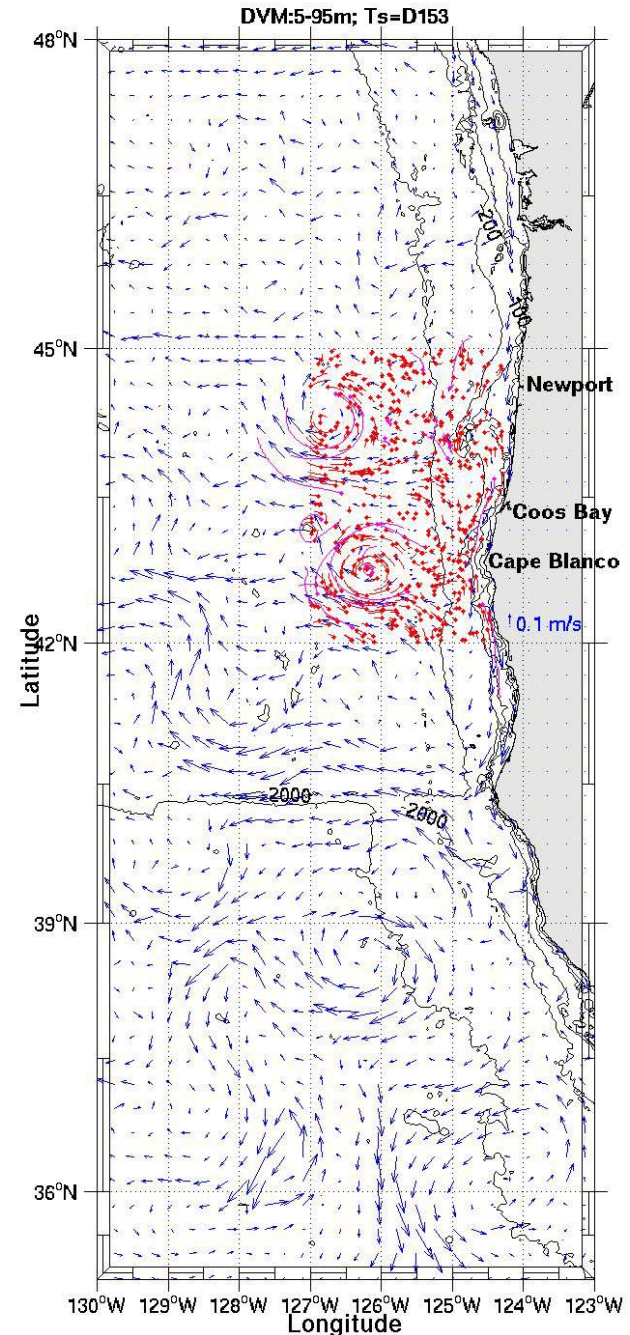 DVM:5-95m; Ts=D153
48°N
-200
100
45°N
Newport
Coos Bay
Cape Blanco
0.1 m/s
42°N
Latitude
-2000
-2000
39°N
36°N
130°W 129°W 128°W 127°W 126°W 125°W 124°W 123°W
Longitude